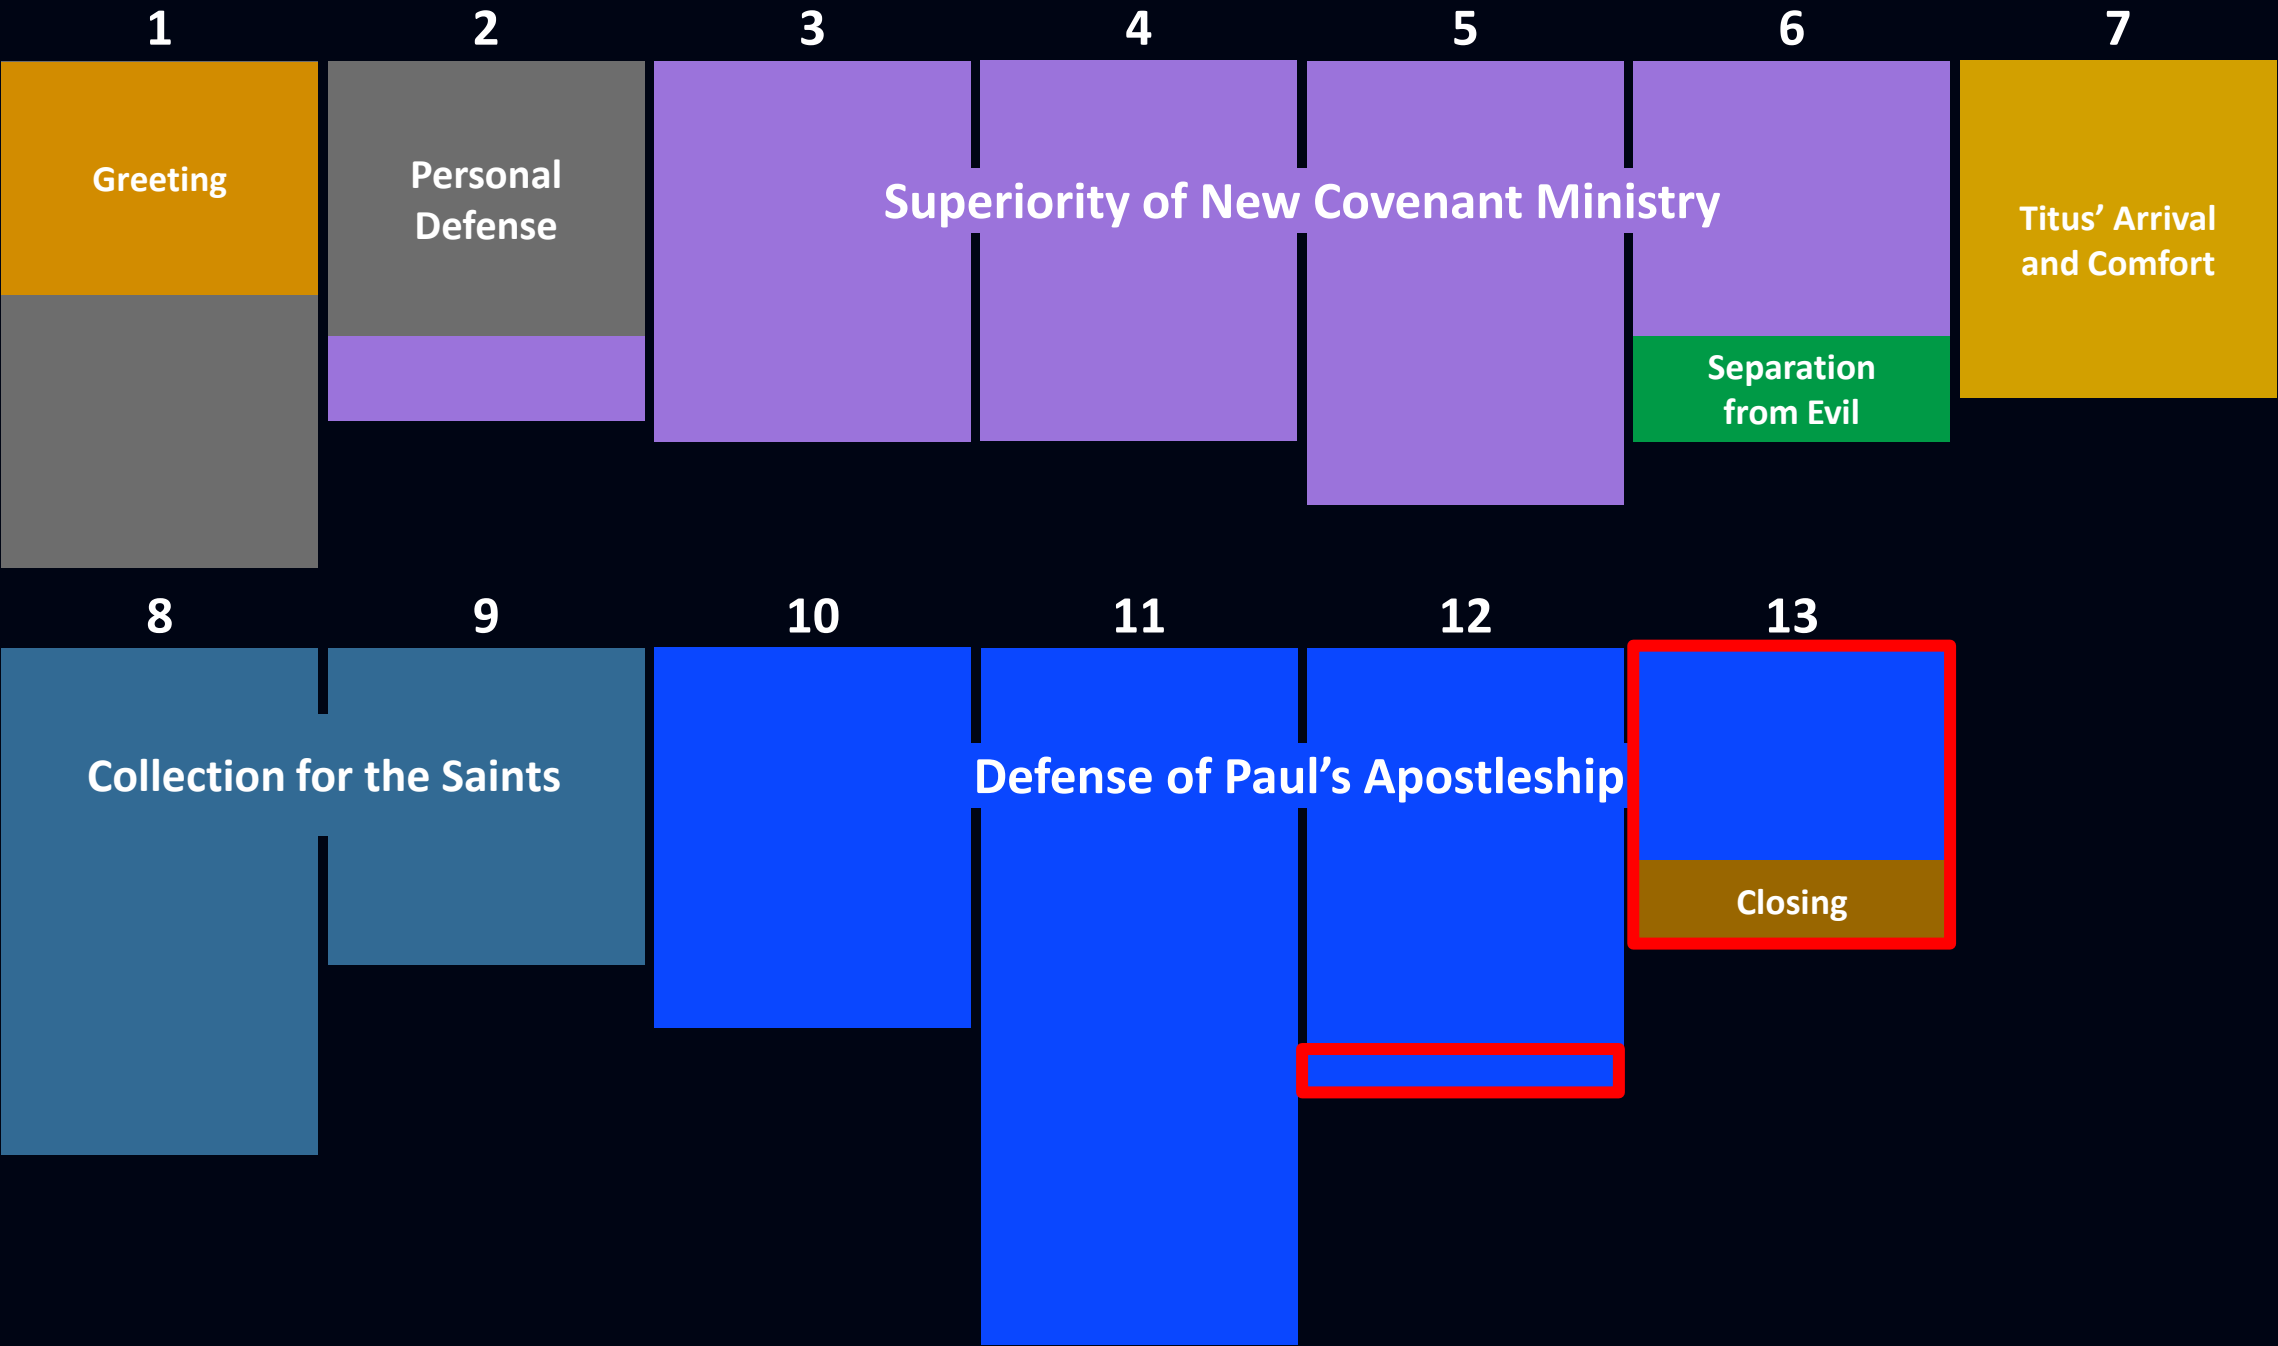 1 2 3 4 5 6 7
Greeting
Personal
Defense
Superiority of New Covenant Ministry
Separation
from Evil
Titus’ Arrival
and Comfort
8 9 10 11 12 13
Collection for the Saints
Defense of Paul’s Apostleship
Closing